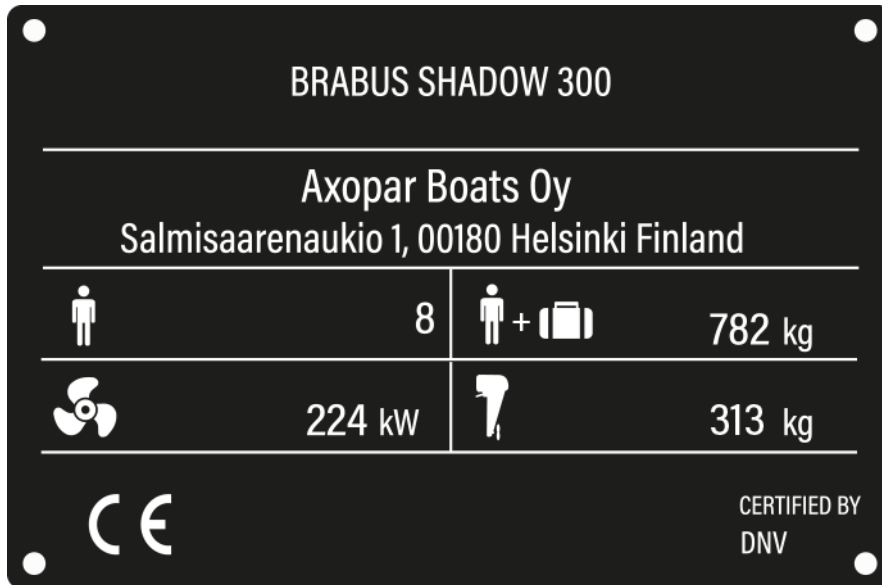 BRABUS SHADOW 300
Axopar Boats Oy
Salmisaarenaukio 1, 00180 Helsinki Finland
8
+ 782 kg
224 kW
313 kg
CE
CERTIFIED BY
DNV